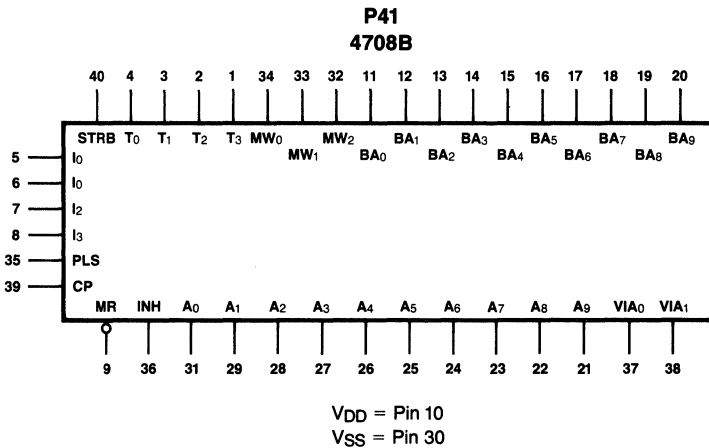 P41
4708B
40 4 3 2 1 34 33 32 11 12 13 14 15 16 17 18 19 20
STRB T0 T1 T2 T3 MW0 MW2 BA1 BA3 BA5 BA7 BA9
MW1 BA0 BA2 BA4 BA6 BA8
5 I0
6 I0
7 I2
8 I3
35 PLS
39 CP
MR INH A0 A1 A2 A3 A4 A5 A6 A7 A8 A9 VIA0 VIA1
9 36 31 29 28 27 26 25 24 23 22 21 37 38
VDD = Pin 10
VSS = Pin 30